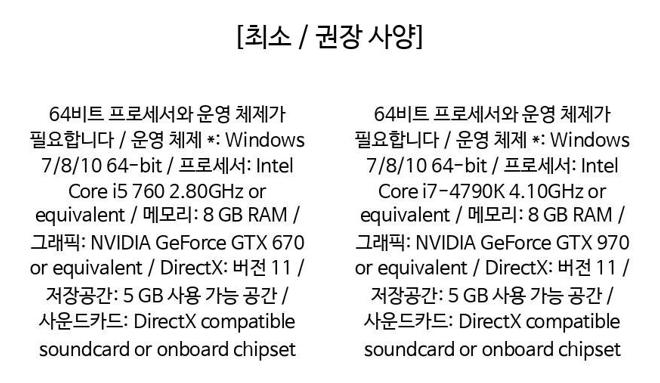 [최소 / 권장 사양]
64비트 프로세서와 운영 체제가
필요합니다 / 운영 체제 *: Windows
7/8/10 64-bit / 프로세서: Intel
Core i5 760 2.80GHz or
equivalent / 메모리: 8 GB RAM /
그래픽: NVIDIA GeForce GTX 670
or equivalent / DirectX: 버전 11 /
저장공간: 5 GB 사용 가능 공간 /
사운드카드: DirectX compatible
soundcard or onboard chipset
64비트 프로세서와 운영 체제가
필요합니다 / 운영 체제 *: Windows
7/8/10 64-bit / 프로세서: Intel
Core i7-4790K 4.10GHz or
equivalent / 메모리: 8 GB RAM /
그래픽: NVIDIA GeForce GTX 970
or equivalent / DirectX: 버전 11 /
저장공간: 5 GB 사용 가능 공간 /
사운드카드: DirectX compatible
soundcard or onboard chipset